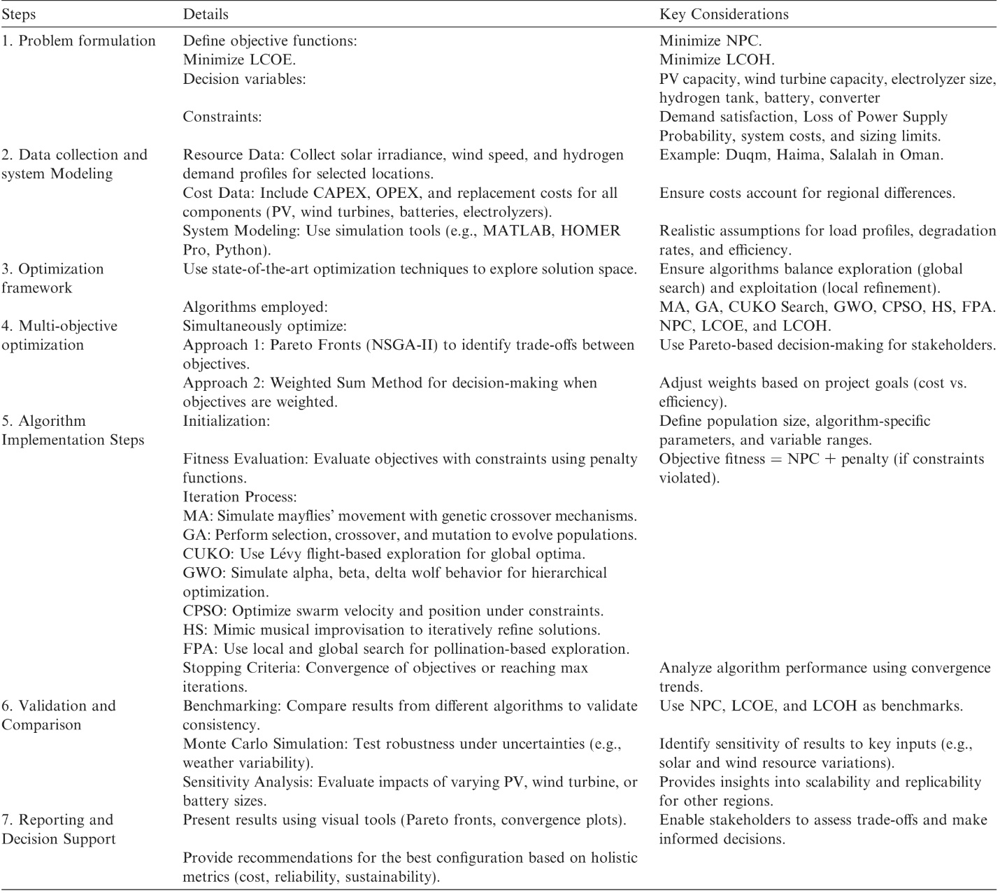 Steps Details Key Considerations
1. Problem formulation Define objective functions: Minimize NPC.
Minimize LCOE. Minimize LCOH.
Decision variables: PV capacity, wind turbine capacity, electrolyzer size,
hydrogen tank, battery, converter
Constraints: Demand satisfaction, Loss of Power Supply
Probability, system costs, and sizing limits.
2. Data collection and Resource Data: Collect solar irradiance, wind speed, and hydrogen Example: Duqm, Haima, Salalah in Oman.
system Modeling demand profiles for selected locations.
Cost Data: Include CAPEX, OPEX, and replacement costs for all Ensure costs account for regional differences.
components (PV, wind turbines, batteries, electrolyzers).
System Modeling: Use simulation tools (e.g., MATLAB, HOMER Realistic assumptions for load profiles, degradation
Pro, Python). rates, and efficiency.
3. Optimization Use state-of-the-art optimization techniques to explore solution space. Ensure algorithms balance exploration (global
framework search) and exploitation (local refinement).
Algorithms employed: MA, GA, CUKO Search, GWO, CPSO, HS, FPA.
4. Multi-objective Simultaneously optimize: NPC, LCOE, and LCOH.
optimization Approach 1: Pareto Fronts (NSGA-II) to identify trade-offs between Use Pareto-based decision-making for stakeholders.
objectives.
Approach 2: Weighted Sum Method for decision-making when Adjust weights based on project goals (cost vs.
objectives are weighted. efficiency).
5. Algorithm Initialization: Define population size, algorithm-specific
Implementation Steps parameters, and variable ranges.
Fitness Evaluation: Evaluate objectives with constraints using penalty Objective fitness = NPC + penalty (if constraints
functions. violated).
Iteration Process:
MA: Simulate mayflies' movement with genetic crossover mechanisms.
GA: Perform selection, crossover, and mutation to evolve populations.
CUKO: Use Lévy flight-based exploration for global optima.
GWO: Simulate alpha, beta, delta wolf behavior for hierarchical
optimization.
CPSO: Optimize swarm velocity and position under constraints.
HS: Mimic musical improvisation to iteratively refine solutions.
FPA: Use local and global search for pollination-based exploration.
Stopping Criteria: Convergence of objectives or reaching max Analyze algorithm performance using convergence
iterations. trends.
6. Validation and Benchmarking: Compare results from different algorithms to validate Use NPC, LCOE, and LCOH as benchmarks.
Comparison consistency.
Monte Carlo Simulation: Test robustness under uncertainties (e.g., Identify sensitivity of results to key inputs (e.g.,
weather variability). solar and wind resource variations).
Sensitivity Analysis: Evaluate impacts of varying PV, wind turbine, or Provides insights into scalability and replicability
battery sizes. for other regions.
7. Reporting and Present results using visual tools (Pareto fronts, convergence plots). Enable stakeholders to assess trade-offs and make
Decision Support informed decisions.
Provide recommendations for the best configuration based on holistic
metrics (cost, reliability, sustainability).